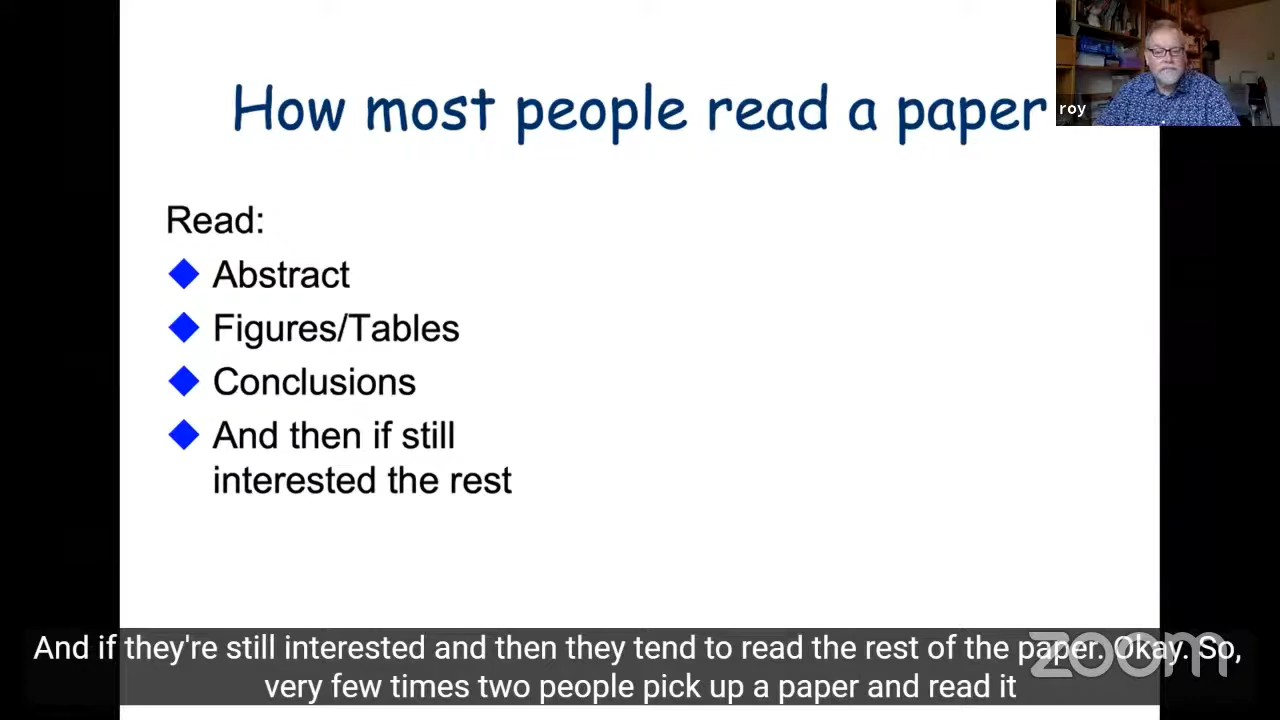 How most people read a paper
roy
Read:
Abstract
Figures/Tables
Conclusions
And then if still
interested the rest
And if they're still interested and then they tend to read the rest of the paper. Okay. So,
very few times two people pick up a paper and read it
zoom